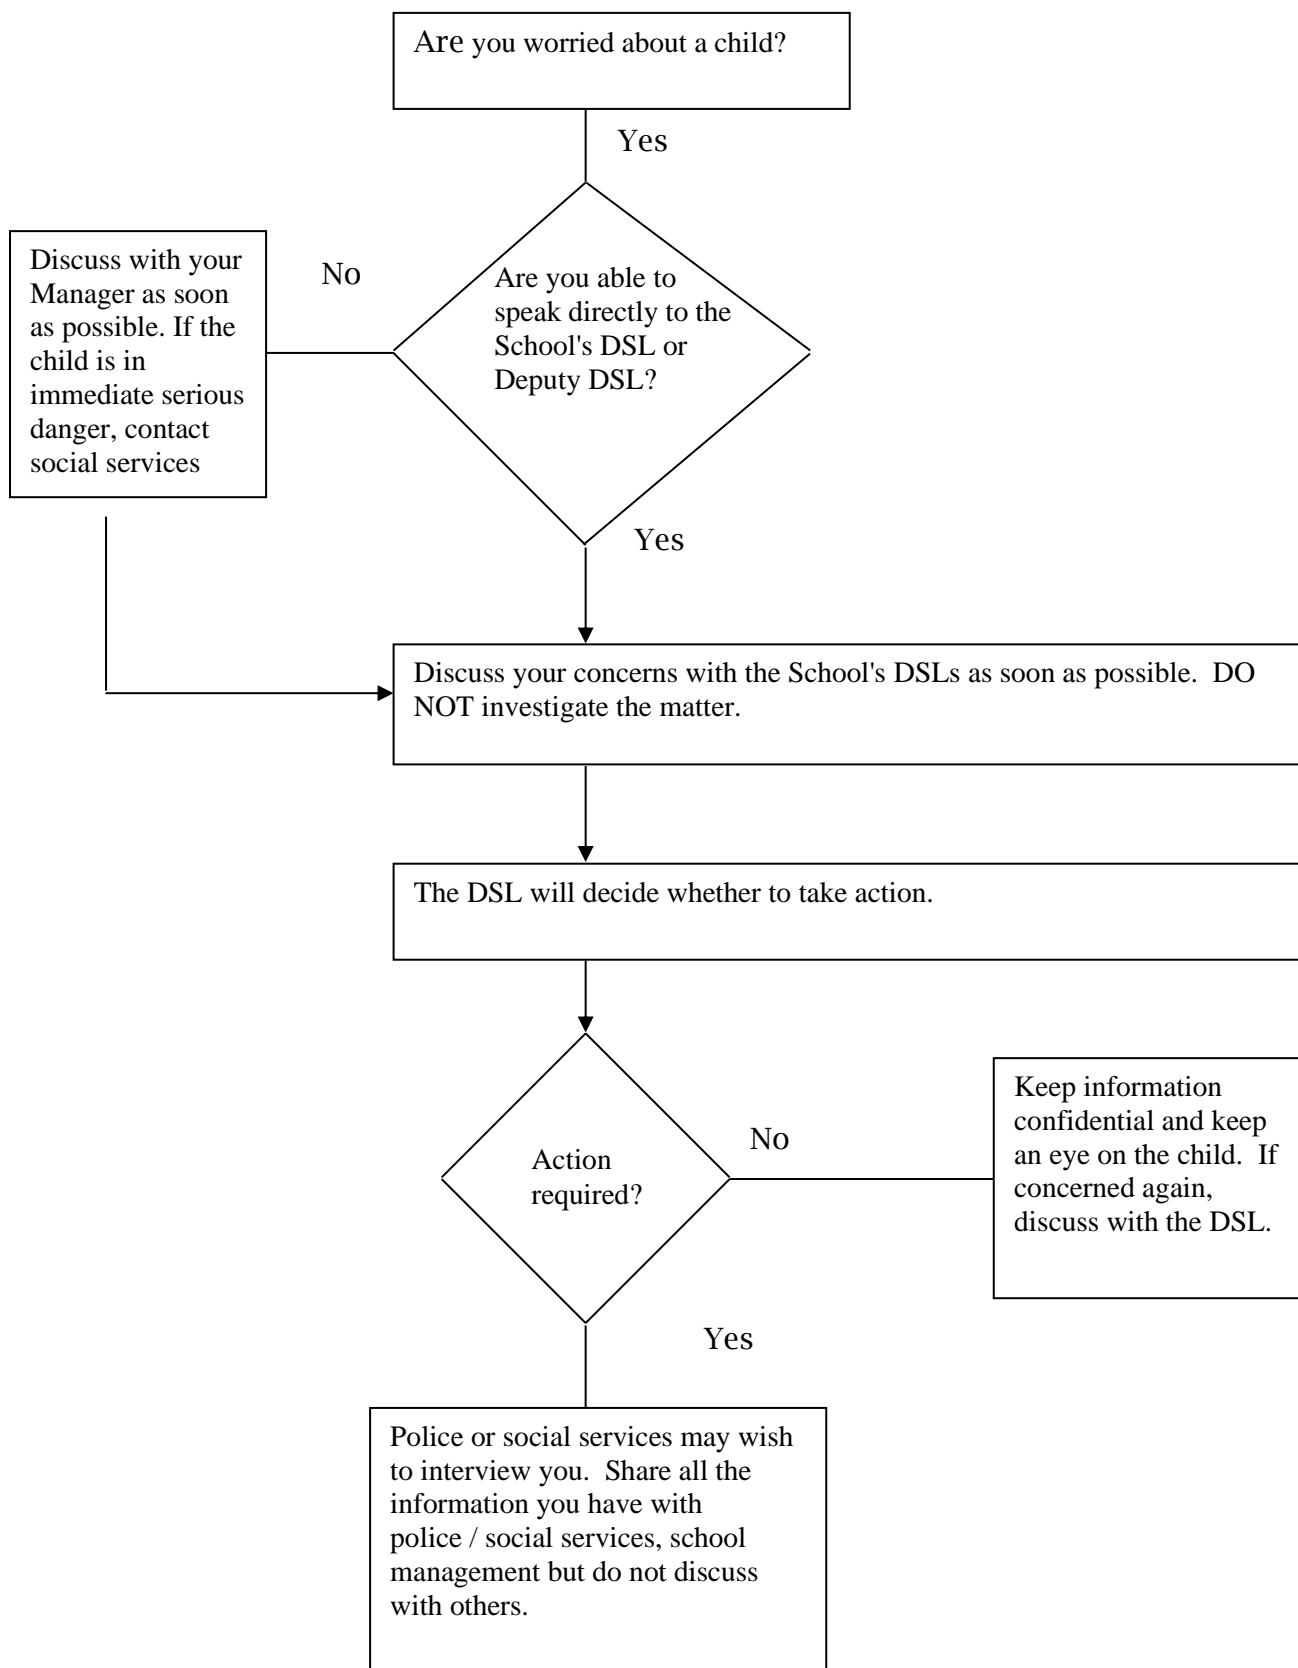 Are you worried about a child?
Yes
Discuss with your
Manager as soon
as possible. If the
child is in
immediate serious
danger, contact
social services
No
Are you able to
speak directly to the
School's DSL or
Deputy DSL?
Yes
Discuss your concerns with the School's DSLs as soon as possible.  DO
NOT investigate the matter.
The DSL will decide whether to take action.
Action
required?
No
Keep information
confidential and keep
an eye on the child.  If
concerned again,
discuss with the DSL.
Yes
Police or social services may wish
to interview you.  Share all the
information you have with
police / social services, school
management but do not discuss
with others.